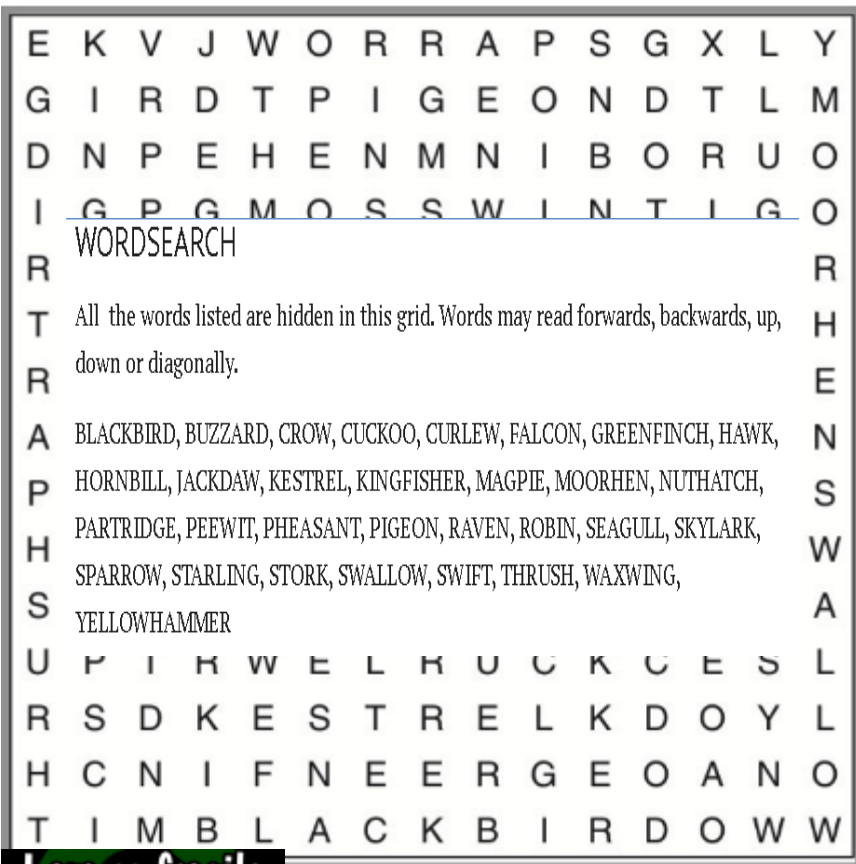 E K V J W O R R A P S G X L Y
G I R D T P I G E O N D T L M
D N P E H E N M N I B O R U O
I G P G M O S S W I N T I G O
WORDSEARCH
R R
All the words listed are hidden in this grid. Words may read forwards, backwards, up,
T H
down or diagonally.
R E
BLACKBIRD, BUZZARD, CROW, CUCKOO, CURLEW, FALCON, GREENFINCH, HAWK,
A N
HORNBILL, JACKDAW, KESTREL, KINGFISHER, MAGPIE, MOORHEN, NUTHATCH,
P S
PARTRIDGE, PEEWIT, PHEASANT, PIGEON, RAVEN, ROBIN, SEAGULL, SKYLARK,
H W
SPARROW, STARLING, STORK, SWALLOW, SWIFT, THRUSH, WAXWING,
S A
YELLOWHAMMER
U P I R W E L R U C K C E S L
R S D K E S T R E L K D O Y L
H C N I F N E E R G E O A N O
T I M B L A C K B I R D O W W